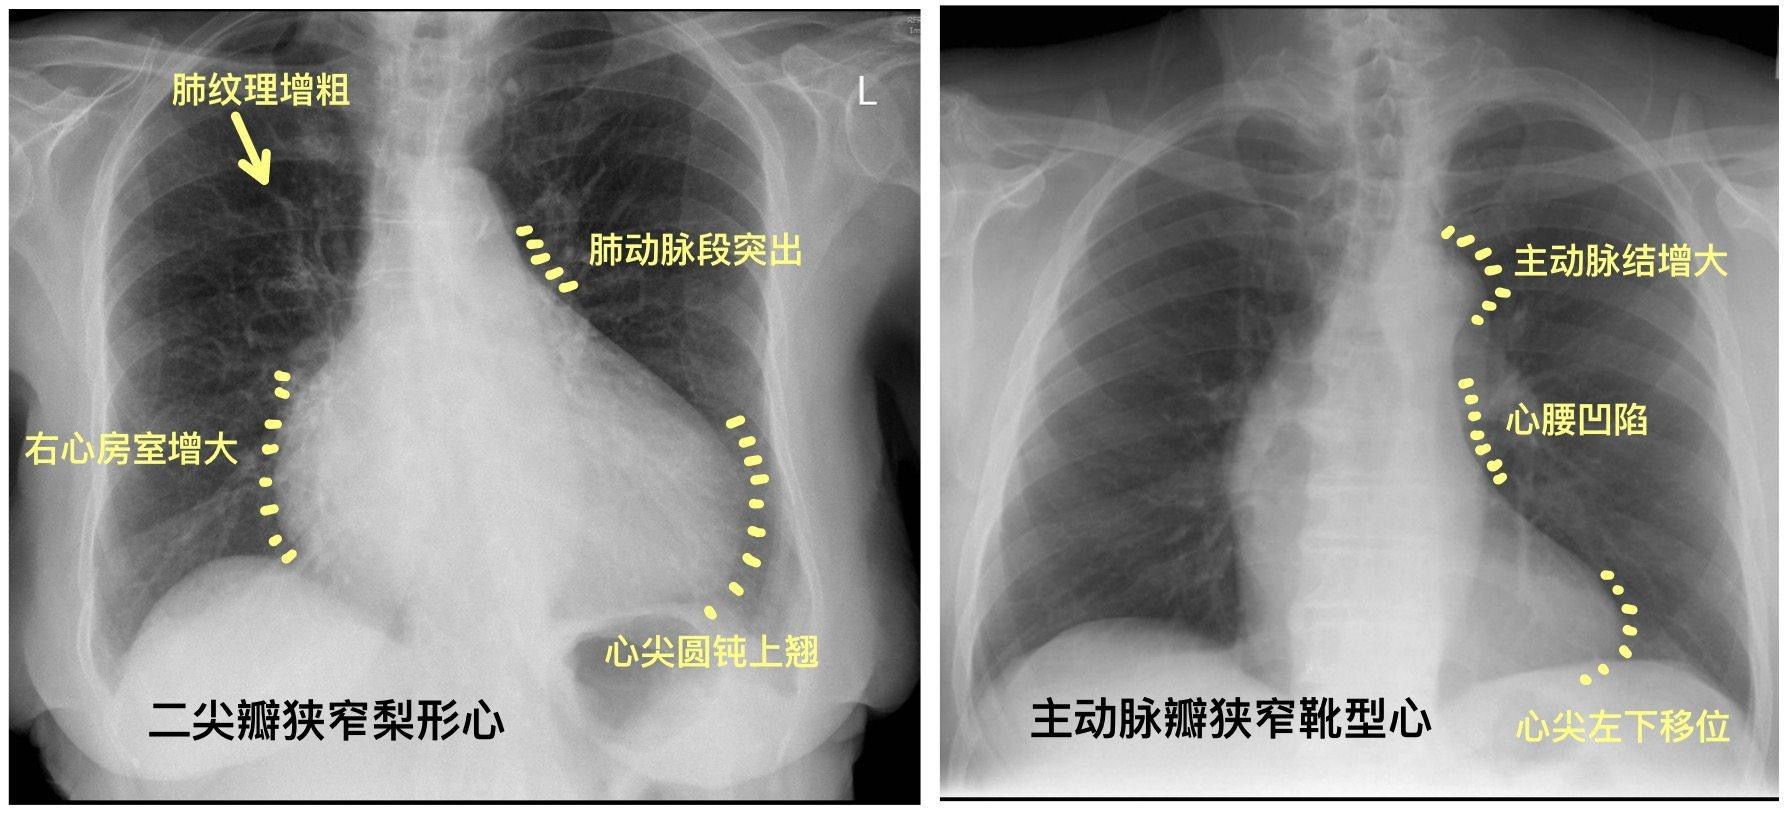 肺纹理增粗
L
肺动脉段突出
右心房室增大
心尖圆钝上翘
二尖瓣狭窄梨形心
主动脉结增大
心腰凹陷
主动脉瓣狭窄靴型心
心尖左下移位